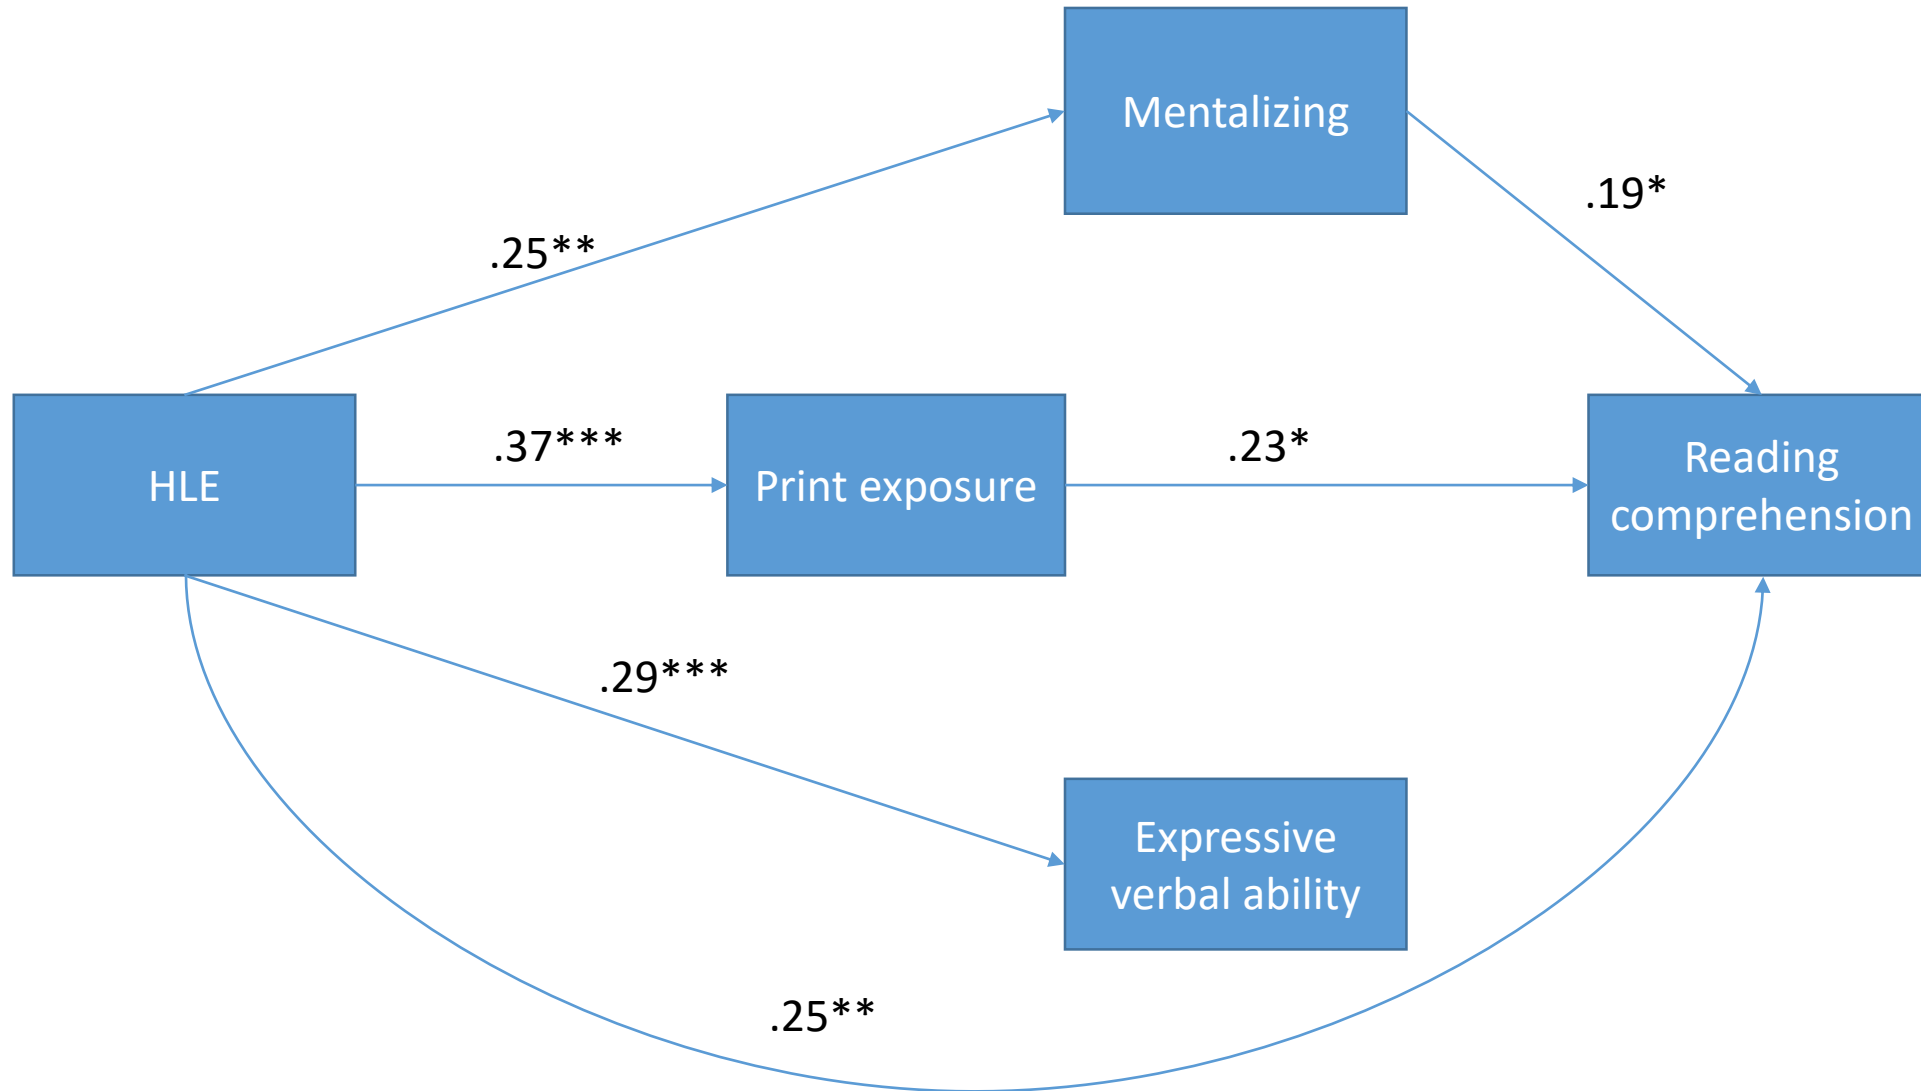 Mentalizing
.19*
.25**
HLE
.37***
Print exposure
.23*
Reading
comprehension
.29***
Expressive
verbal ability
.25**